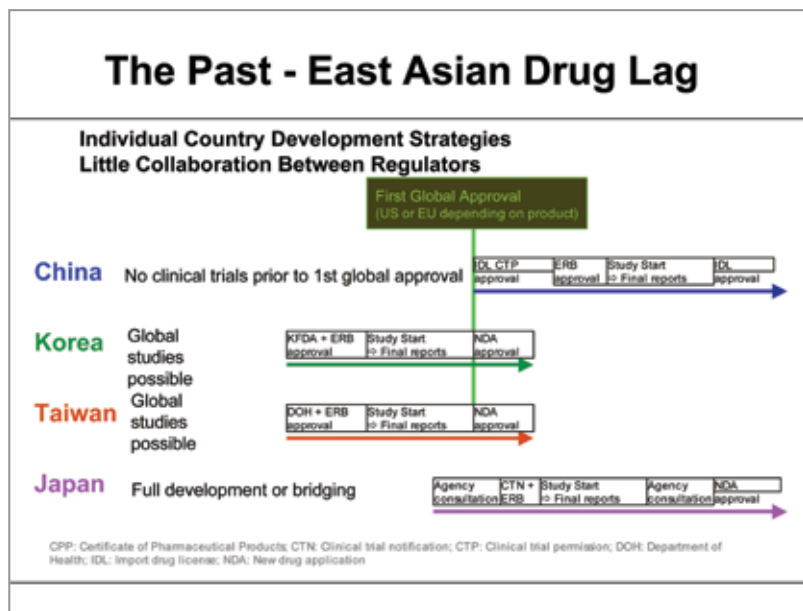 The Past - East Asian Drug Lag
Individual Country Development Strategies
Little Collaboration Between Regulators
First Global Approval
(US or EU depending on product)
China
No clinical trials prior to 1st global approval
IDL CTP
approval
ERB
approval
Study Start
⇨ Final reports
IDL
approval
Korea
Global
studies
possible
KFDA + ERB
approval
Study Start
⇨ Final reports
NDA
approval
Taiwan
Global
studies
possible
DOH + ERB
approval
Study Start
⇨ Final reports
NDA
approval
Japan
Full development or bridging
Agency
consultation
CTN +
ERB
Study Start
⇨ Final reports
Agency
consultation
NDA
approval
CPP: Certificate of Pharmaceutical Products; CTN: Clinical trial notification; CTP: Clinical trial permission; DOH: Department of
Health; IDL: Import drug license; NDA: New drug application